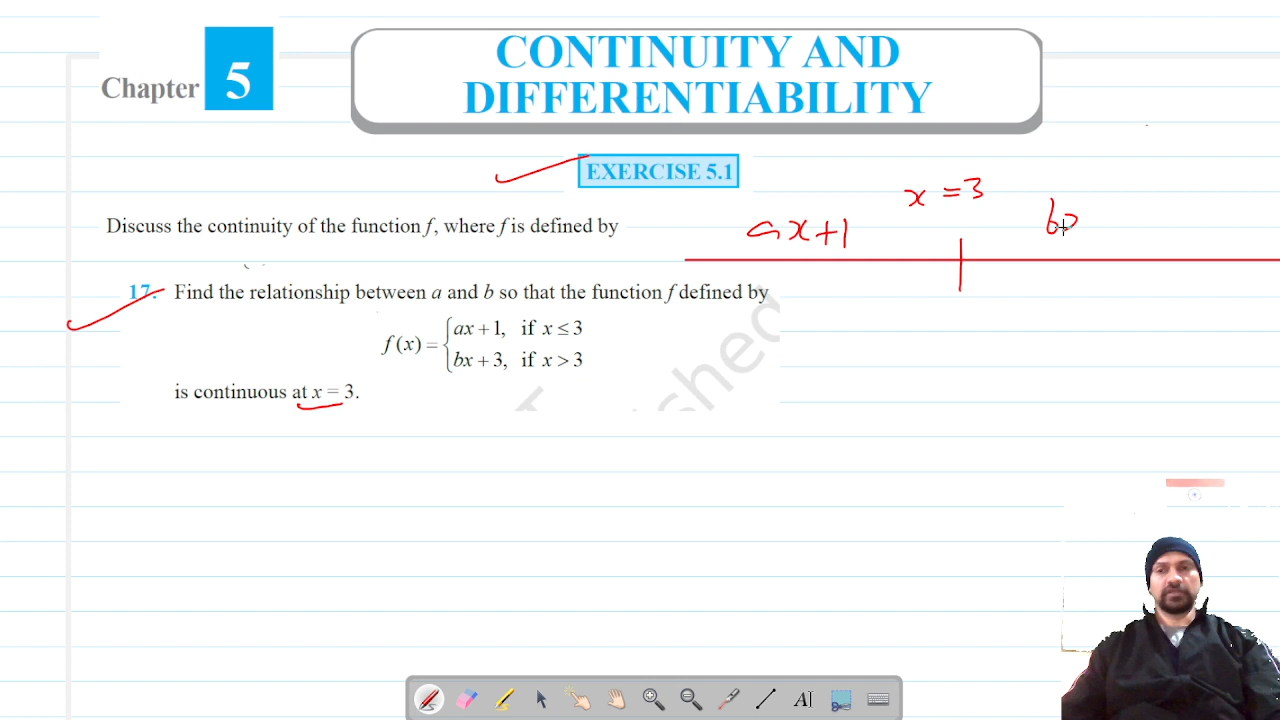 Chapter 5
CONTINUITY AND
DIFFERENTIABILITY
EXERCISE 5.1
x = 3
ax+1
b
Discuss the continuity of the function f, where f is defined by
17. Find the relationship between a and b so that the function f defined by
f(x) = { ax + 1, if x ≤ 3
bx + 3, if x > 3
is continuous at x = 3.
A